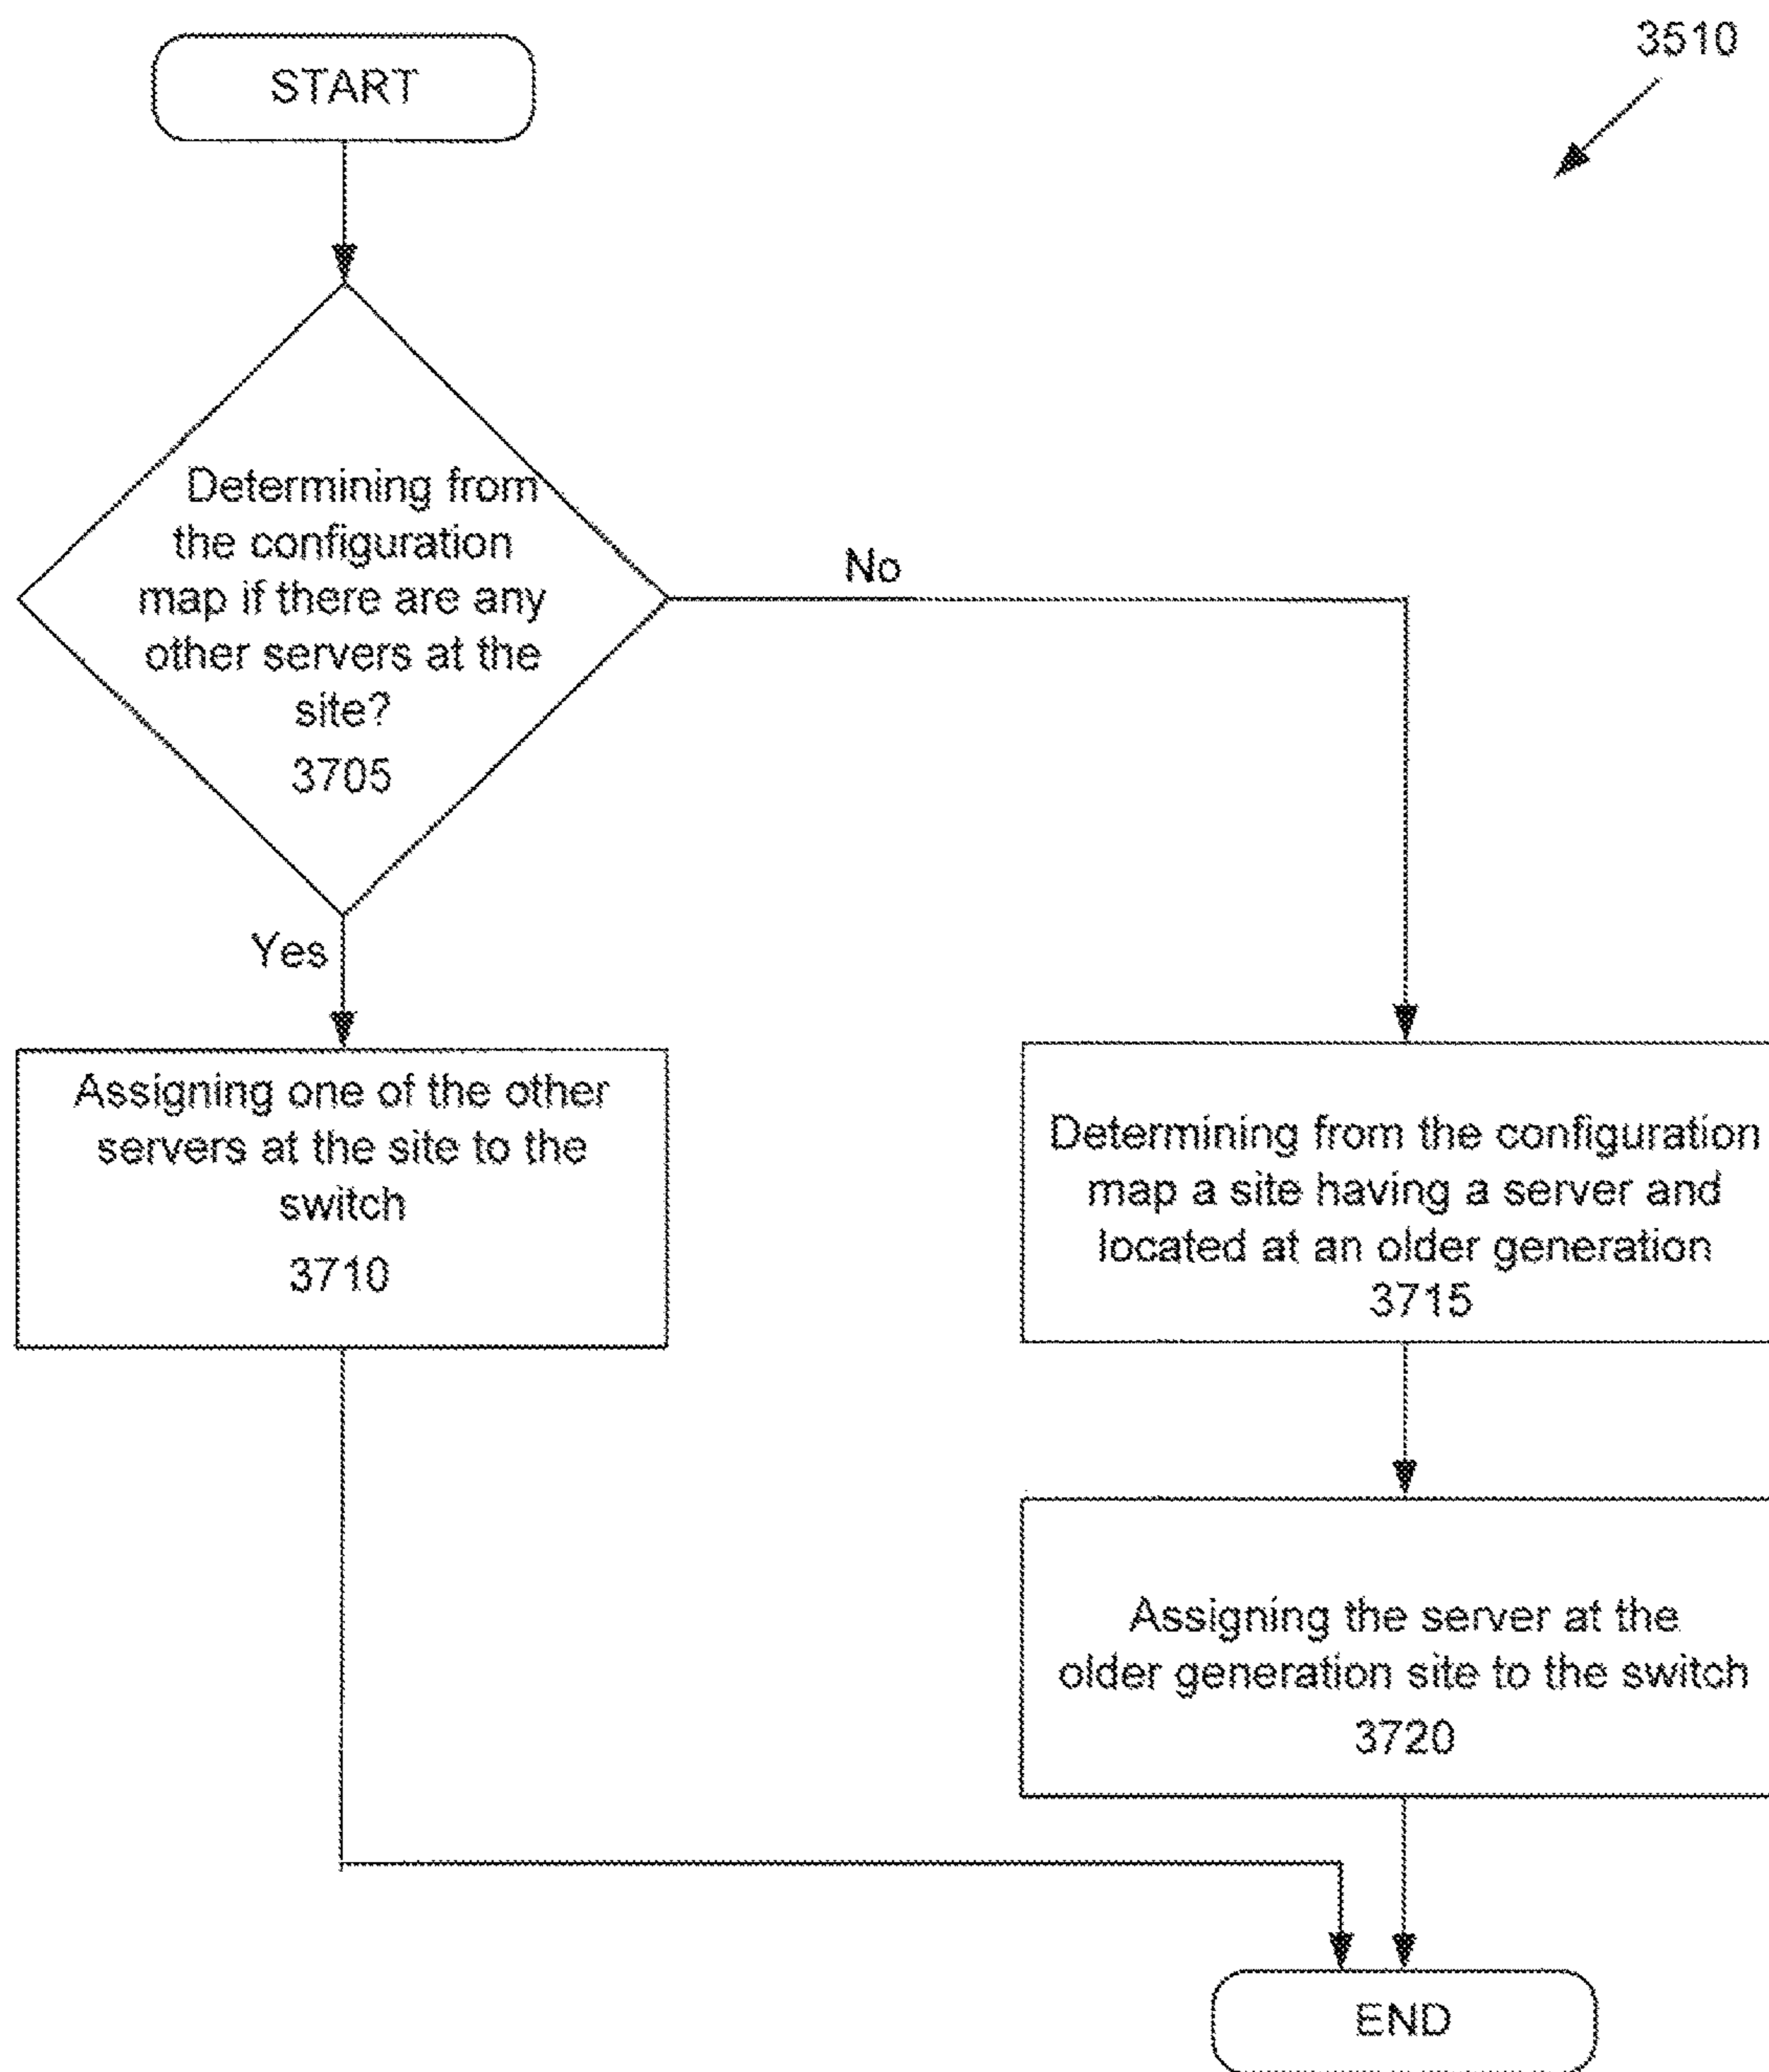 3510
START
Determining from
the configuration
map if there are any
other servers at the
site?
3705
No
Yes
Assigning one of the other
servers at the site to the
switch
3710
Determining from the configuration
map a site having a server and
located at an older generation
3715
Assigning the server at the
older generation site to the switch
3720
END